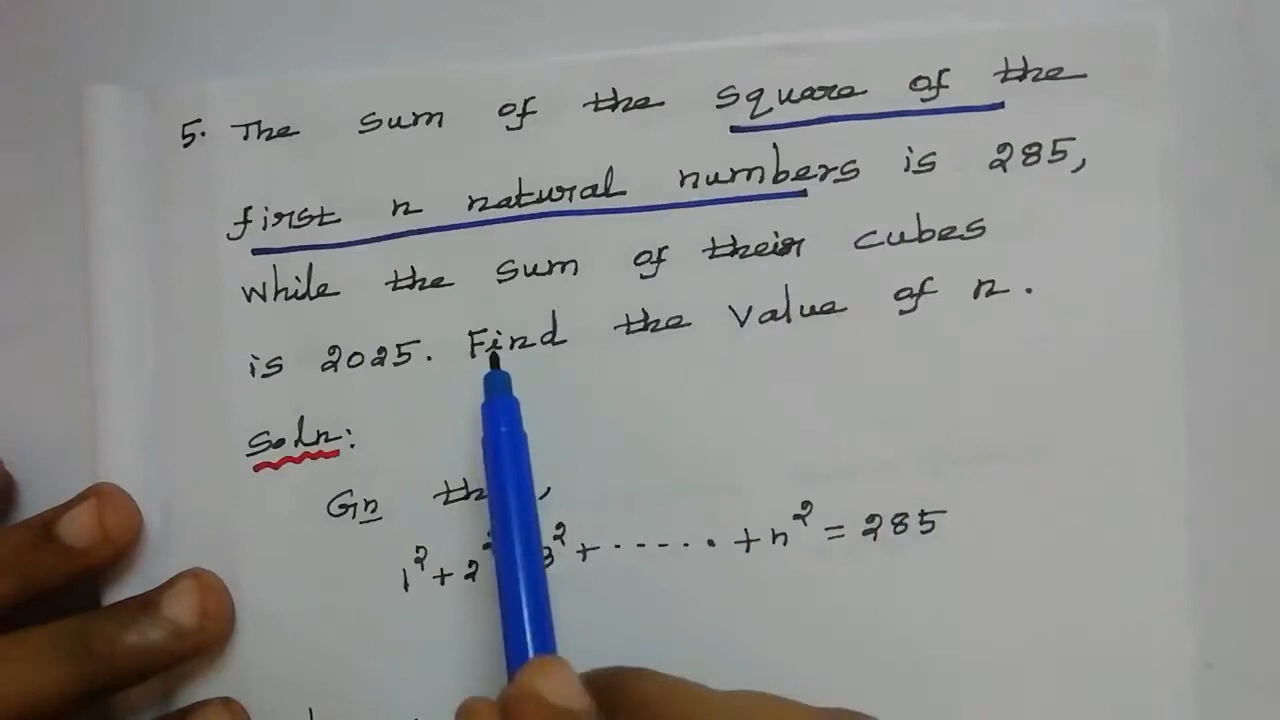 5. The sum of the square of the
first n natural numbers is 285,
while the sum of their cubes
is 2025. Find the value of n.
Soln:
Gn
1² + 2 3² + ...... + n² = 285